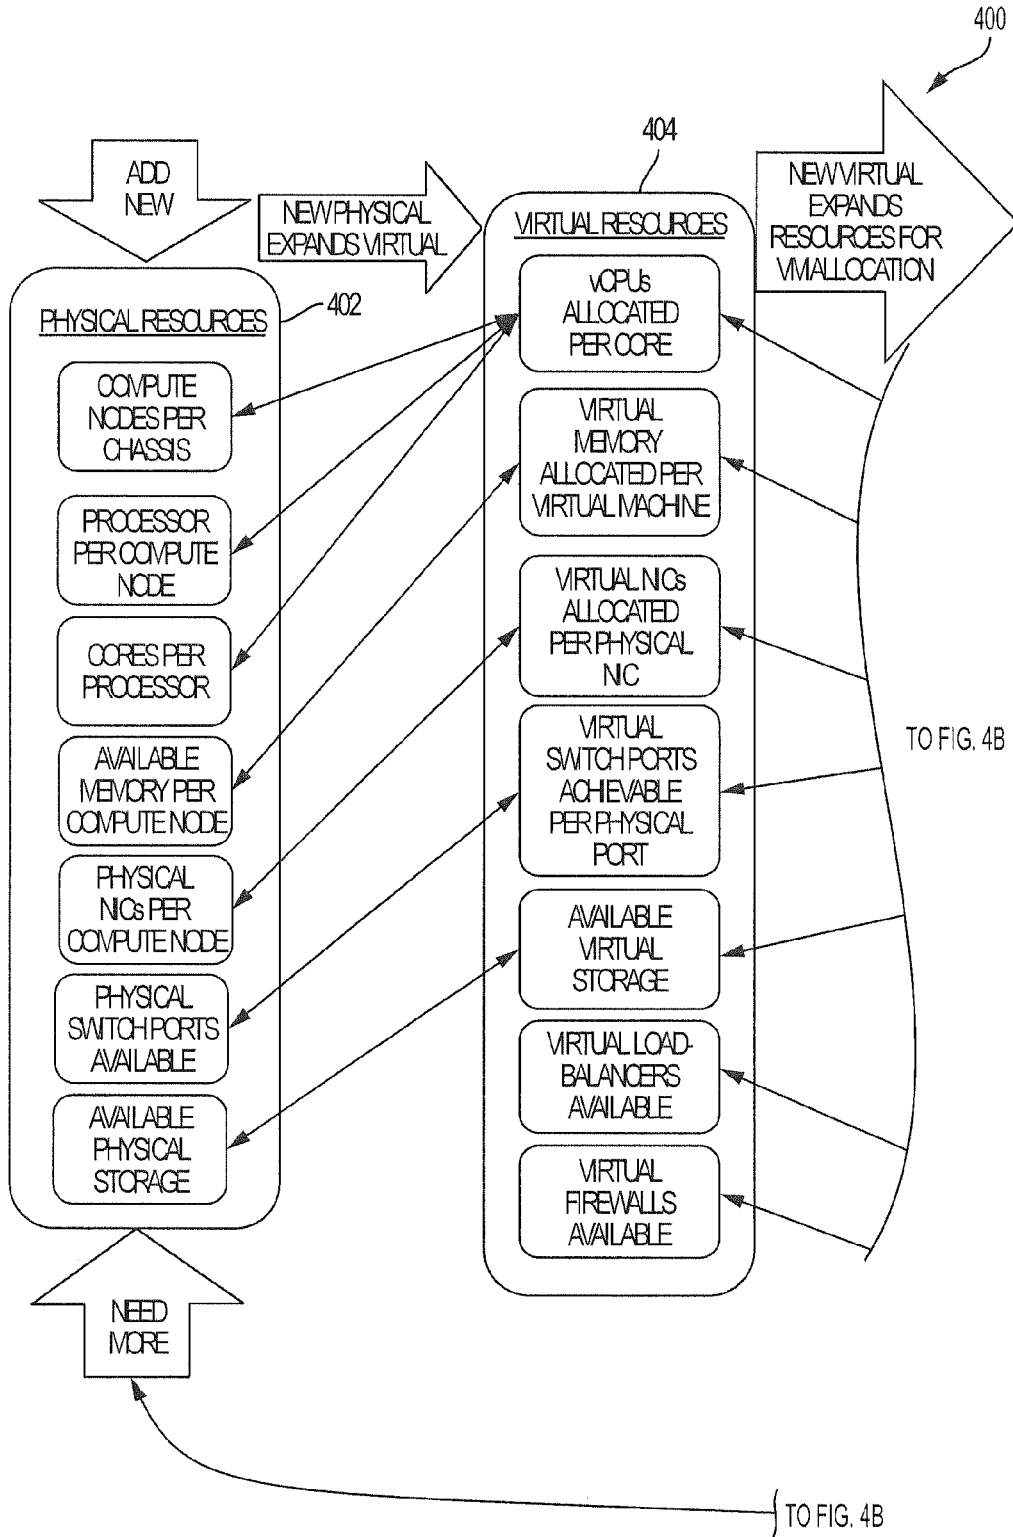 400
404
ADD
NEW
NEW PHYSICAL
EXPANDS VIRTUAL
NEW VIRTUAL
EXPANDS
RESOURCES FOR
VM ALLOCATION
402
PHYSICAL RESOURCES
COMPUTE
NODES PER
CHASSIS
PROCESSOR
PER COMPUTE
NODE
CORES PER
PROCESSOR
AVAILABLE
MEMORY PER
COMPUTE NODE
PHYSICAL
NICs PER
COMPUTE NODE
PHYSICAL
SWITCH PORTS
AVAILABLE
AVAILABLE
PHYSICAL
STORAGE
VIRTUAL RESOURCES
vCPUs
ALLOCATED
PER CORE
VIRTUAL
MEMORY
ALLOCATED PER
VIRTUAL MACHINE
VIRTUAL NICs
ALLOCATED
PER PHYSICAL
NIC
VIRTUAL
SWITCH PORTS
ACHIEVABLE
PER PHYSICAL
PORT
AVAILABLE
VIRTUAL
STORAGE
VIRTUAL LOAD-
BALANCERS
AVAILABLE
VIRTUAL
FIREWALLS
AVAILABLE
TO FIG. 4B
NEED
MORE
TO FIG. 4B